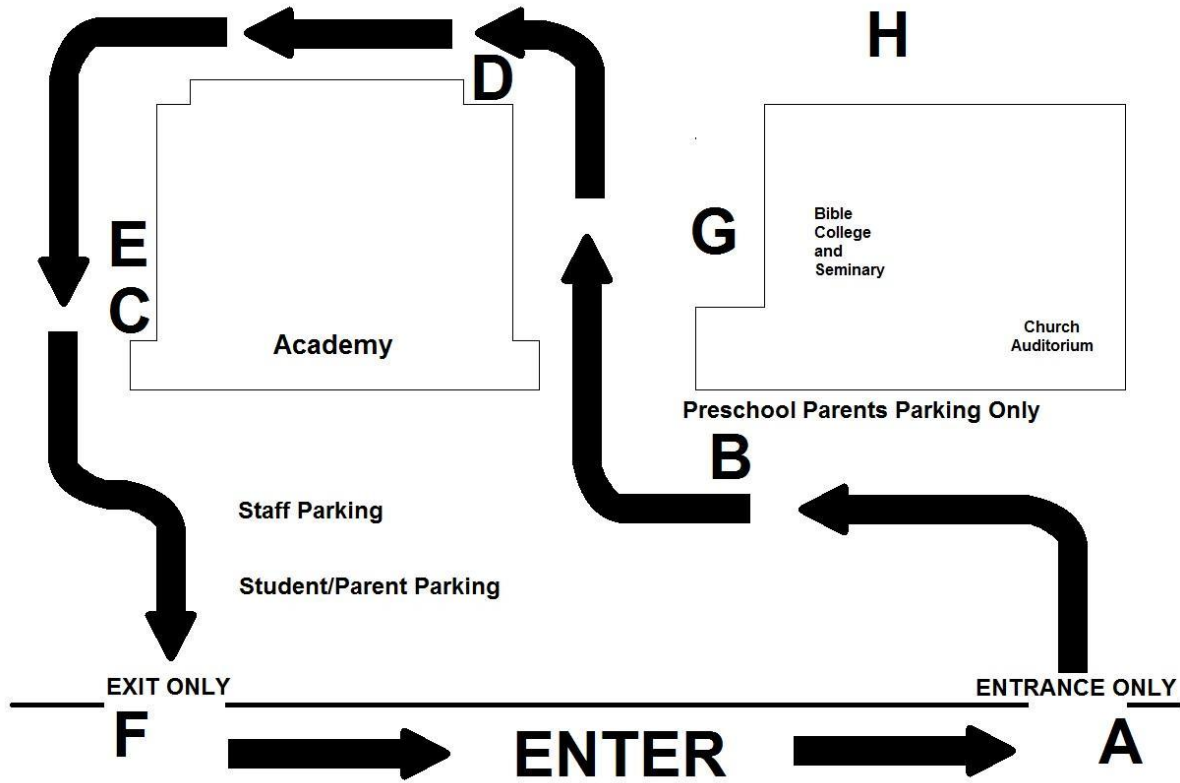 H
D
E
C
G
Bible
College
and
Seminary
Church
Auditorium
Academy
Preschool Parents Parking Only
B
Staff Parking
Student/Parent Parking
EXIT ONLY
ENTRANCE ONLY
F
ENTER
A